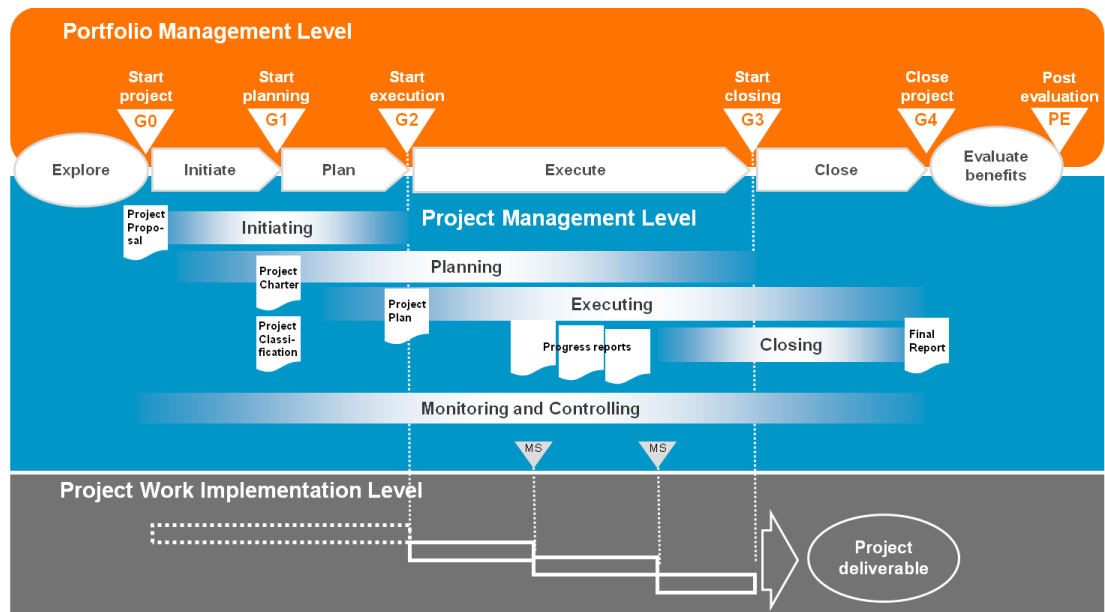 Portfolio Management Level
Start
project
Start
planning
Start
execution
Start
closing
Close
project
Post
evaluation
G0
G1
G2
G3
G4
PE
Explore
Initiate
Plan
Execute
Close
Evaluate
benefits
Project Management Level
Project
Propo-
sal
Initiating
Planning
Project
Charter
Executing
Project
Plan
Project
Classi-
fication
Progress reports
Closing
Final
Report
Monitoring and Controlling
MS
MS
Project Work Implementation Level
Project
deliverable